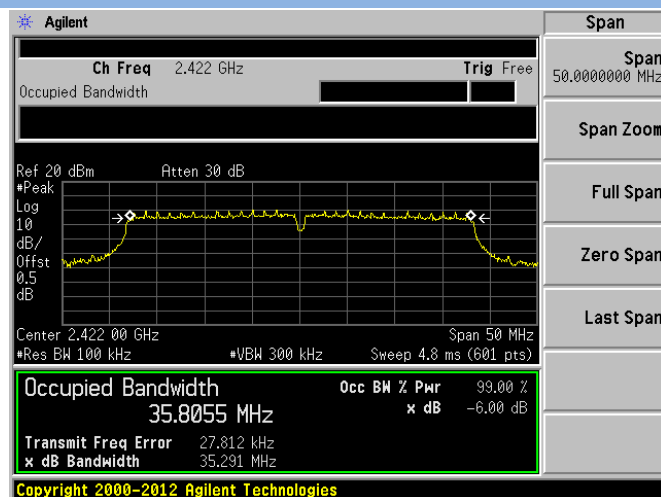 Agilent
Span
Ch Freq 2.422 GHz Trig Free
Occupied Bandwidth
Span
50.0000000 MHz
Span Zoom
Full Span
Zero Span
Last Span
Ref 20 dBm Atten 30 dB
#Peak
Log
10
dB/
Offst
0.5
dB
Center 2.422 00 GHz Span 50 MHz
#Res BW 100 kHz #VBW 300 kHz Sweep 4.8 ms (601 pts)
Occupied Bandwidth Occ BW % Pwr 99.00 %
35.8055 MHz x dB -6.00 dB
Transmit Freq Error 27.812 kHz
x dB Bandwidth 35.291 MHz
Copyright 2000-2012 Agilent Technologies